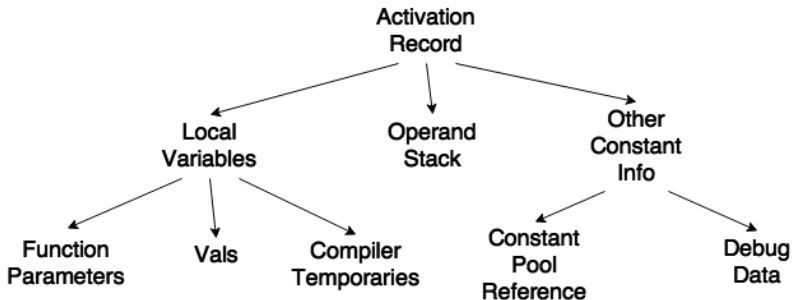 Activation
Record
Local
Variables
Operand
Stack
Other
Constant
Info
Function
Parameters
Vals
Compiler
Temporaries
Constant
Pool
Reference
Debug
Data